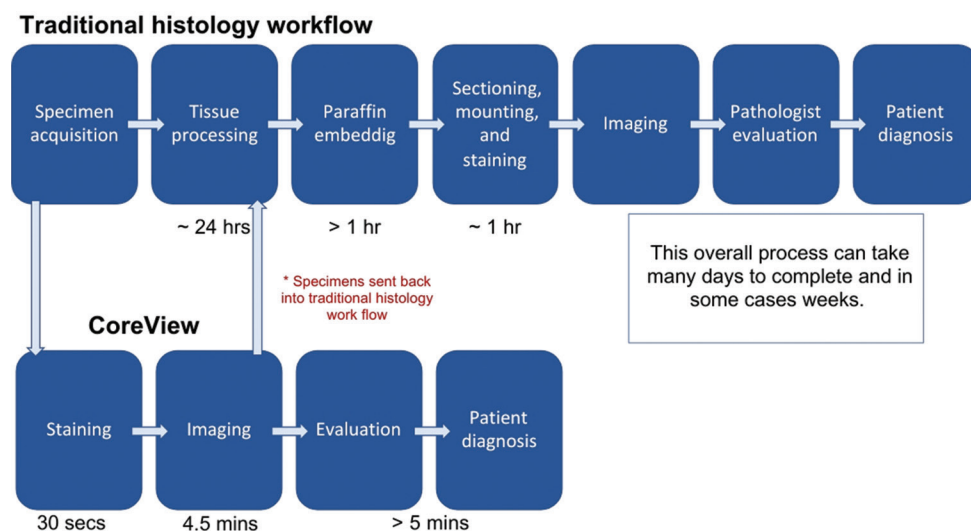 Traditional histology workflow
Specimen
acquisition
Tissue
processing
Paraffin
embeddig
Sectioning,
mounting,
and
staining
Imaging
Pathologist
evaluation
Patient
diagnosis
~ 24 hrs
> 1 hr
~ 1 hr
This overall process can take
many days to complete and in
some cases weeks.
* Specimens sent back
into traditional histology
work flow
CoreView
Staining
Imaging
Evaluation
Patient
diagnosis
30 secs
4.5 mins
> 5 mins